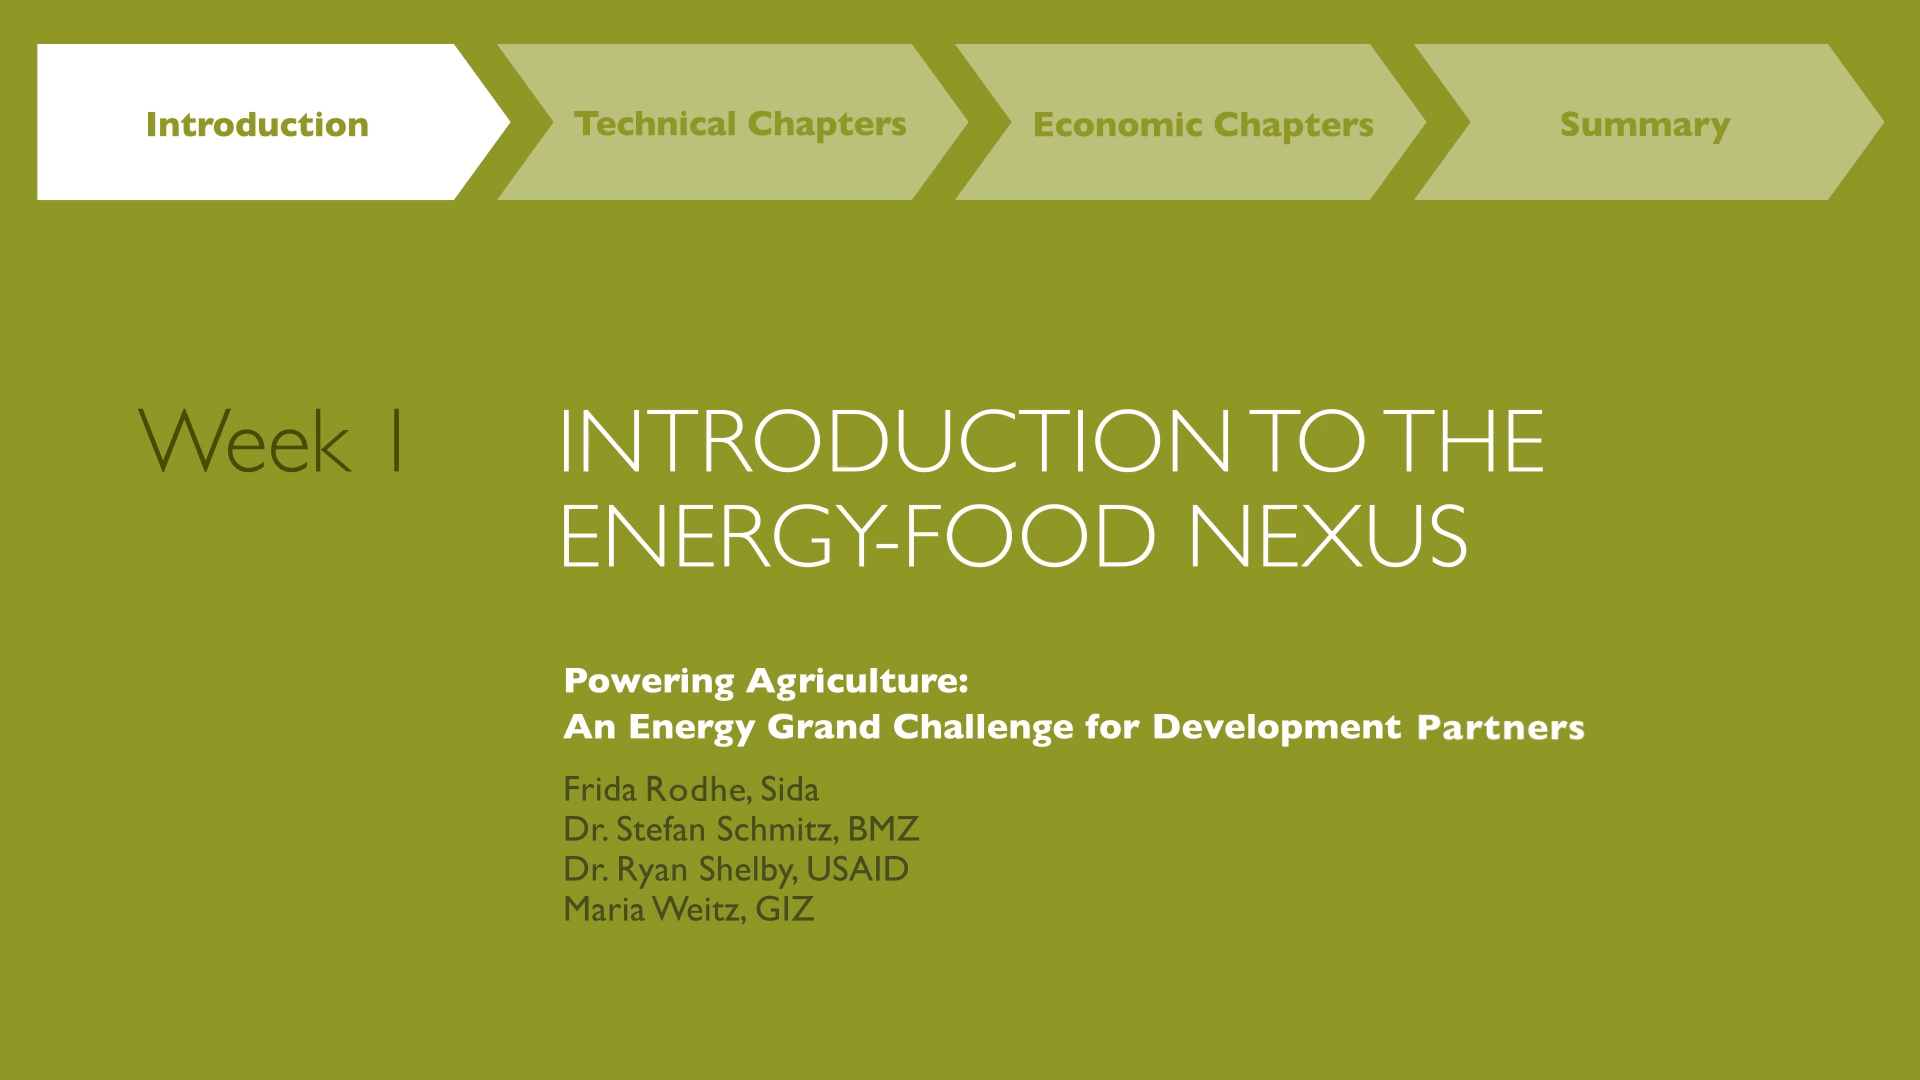 Introduction
Technical Chapters
Economic Chapters
Summary
Week 1
INTRODUCTION TO THE
ENERGY-FOOD NEXUS
Powering Agriculture:
An Energy Grand Challenge for Development Partners
Frida Rodhe, Sida
Dr. Stefan Schmitz, BMZ
Dr. Ryan Shelby, USAID
Maria Weitz, GIZ